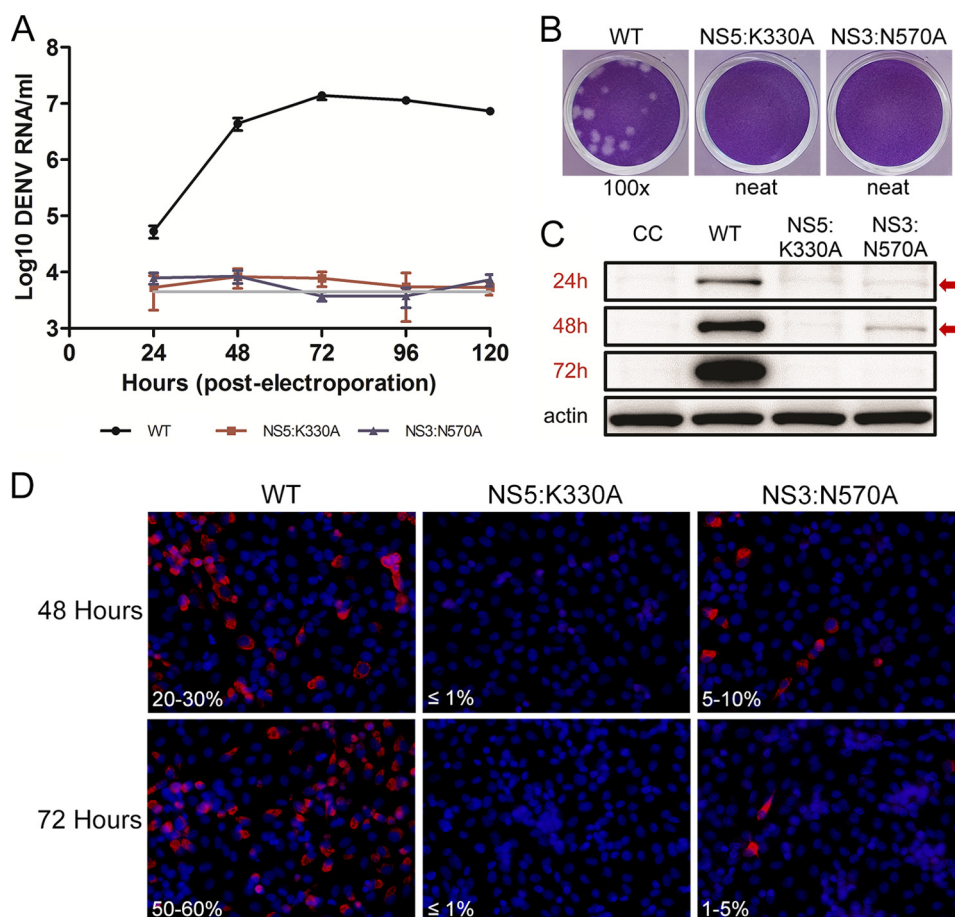 A
Log10 DENV RNA/ml
8
7
6
5
4
3
0 24 48 72 96 120
Hours (post-electroporation)
WT NS5:K330A NS3:N570A
B
WT NS5:K330A NS3:N570A
100x neat neat
C
CC WT NS5: K330A NS3: N570A
24h
48h
72h
actin
D
WT NS5:K330A NS3:N570A
48 Hours
20-30% ≤ 1% 5-10%
72 Hours
50-60% ≤ 1% 1-5%